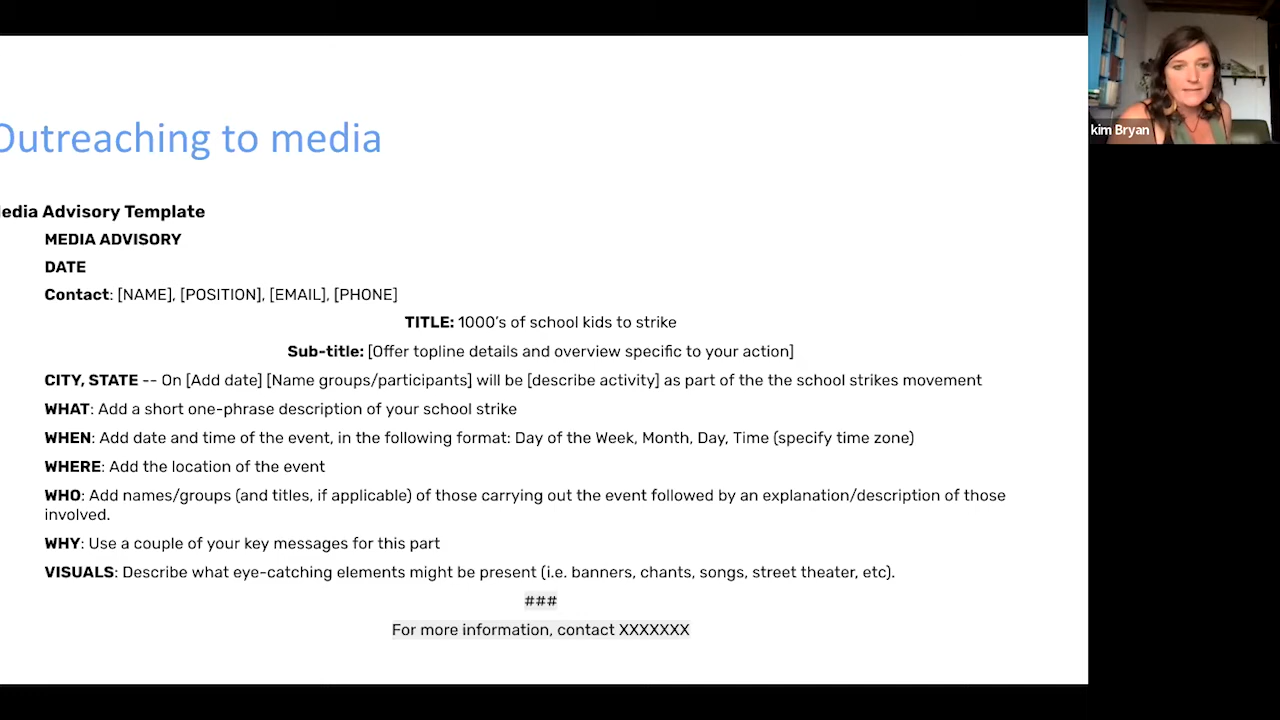 Outreaching to media
kim Bryan
edia Advisory Template
MEDIA ADVISORY
DATE
Contact: [NAME], [POSITION], [EMAIL], [PHONE]
TITLE: 1000's of school kids to strike
Sub-title: [Offer topline details and overview specific to your action]
CITY, STATE -- On [Add date] [Name groups/participants] will be [describe activity] as part of the the school strikes movement
WHAT: Add a short one-phrase description of your school strike
WHEN: Add date and time of the event, in the following format: Day of the Week, Month, Day, Time (specify time zone)
WHERE: Add the location of the event
WHO: Add names/groups (and titles, if applicable) of those carrying out the event followed by an explanation/description of those
involved.
WHY: Use a couple of your key messages for this part
VISUALS: Describe what eye-catching elements might be present (i.e. banners, chants, songs, street theater, etc).
###
For more information, contact XXXXXXX